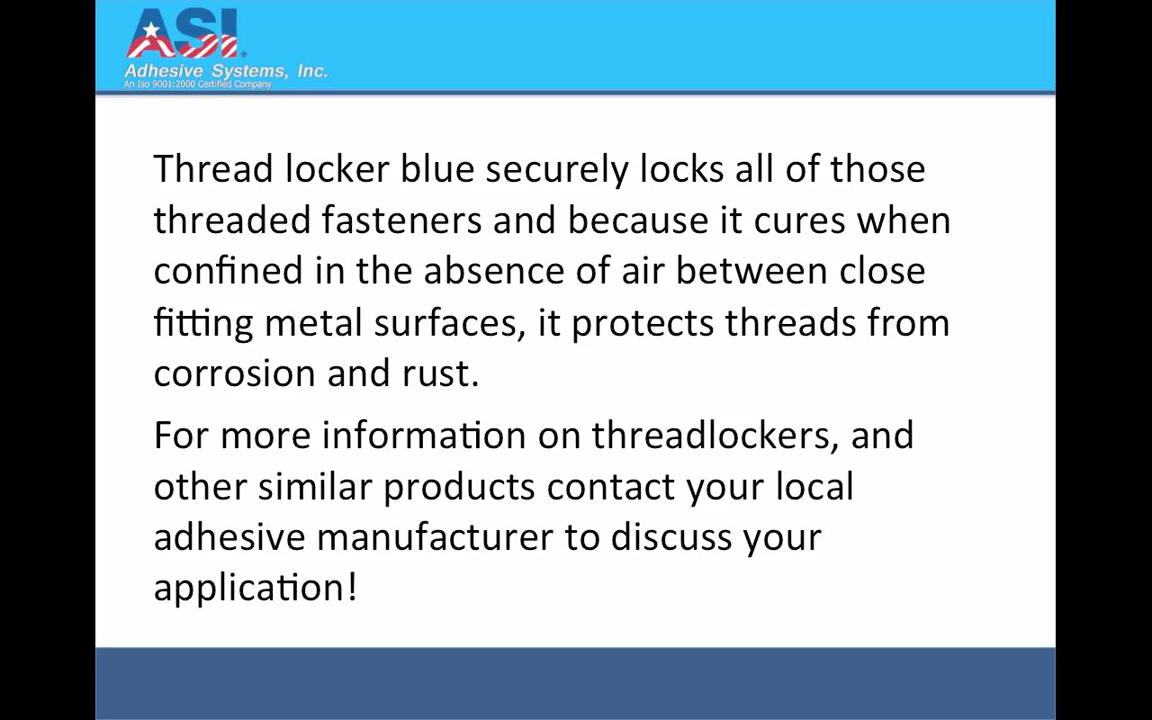 ASI
Adhesive Systems, Inc.
An Iso 9001:2000 Certified Company
Thread locker blue securely locks all of those
threaded fasteners and because it cures when
confined in the absence of air between close
fitting metal surfaces, it protects threads from
corrosion and rust.
For more information on threadlockers, and
other similar products contact your local
adhesive manufacturer to discuss your
application!